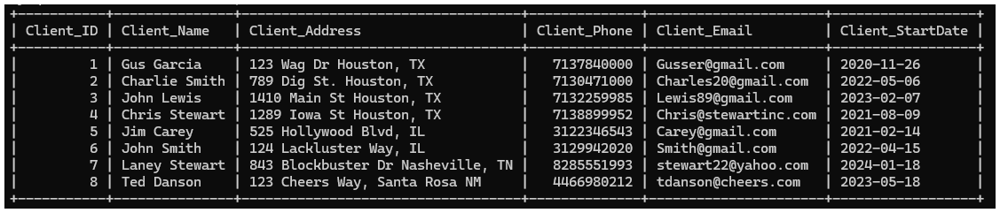 | Client_ID | Client_Name | Client_Address | Client_Phone | Client_Email | Client_StartDate |
| 1 | Gus Garcia | 123 Wag Dr Houston, TX | 7137840000 | Gusser@gmail.com | 2020-11-26 |
| 2 | Charlie Smith | 789 Dig St. Houston, TX | 7130471000 | Charles20@gmail.com | 2022-05-06 |
| 3 | John Lewis | 1410 Main St Houston, TX | 7132259985 | Lewis89@gmail.com | 2023-02-07 |
| 4 | Chris Stewart | 1289 Iowa St Houston, TX | 7138899952 | Chris@stewartinc.com | 2021-08-09 |
| 5 | Jim Carey | 525 Hollywood Blvd, IL | 3122346543 | Carey@gmail.com | 2021-02-14 |
| 6 | John Smith | 124 Lackluster Way, IL | 3129942020 | Smith@gmail.com | 2022-04-15 |
| 7 | Laney Stewart | 843 Blockbuster Dr Nasheville, TN | 8285551993 | stewart22@yahoo.com | 2024-01-18 |
| 8 | Ted Danson | 123 Cheers Way, Santa Rosa NM | 4466980212 | tdanson@cheers.com | 2023-05-18 |